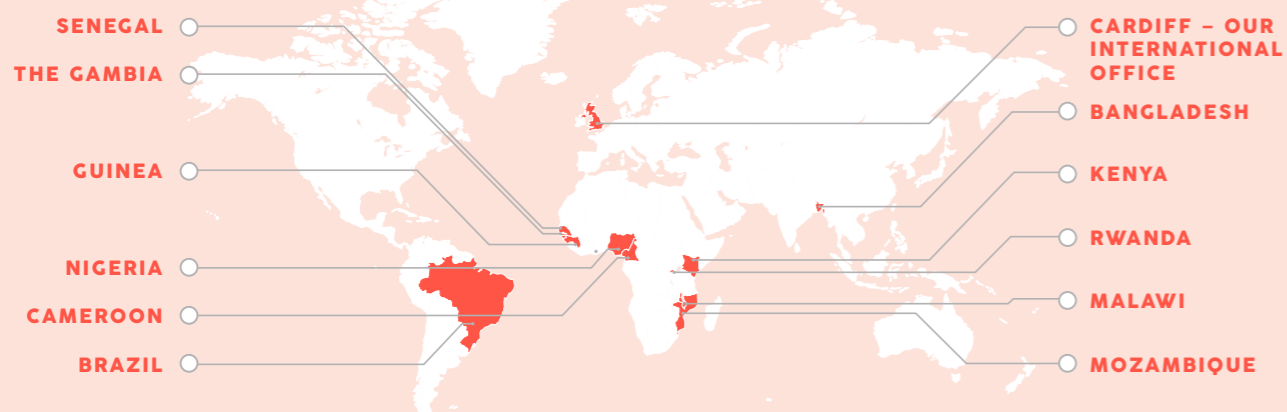 SENEGAL
THE GAMBIA
GUINEA
NIGERIA
CAMEROON
BRAZIL
CARDIFF – OUR
INTERNATIONAL
OFFICE
BANGLADESH
KENYA
RWANDA
MALAWI
MOZAMBIQUE